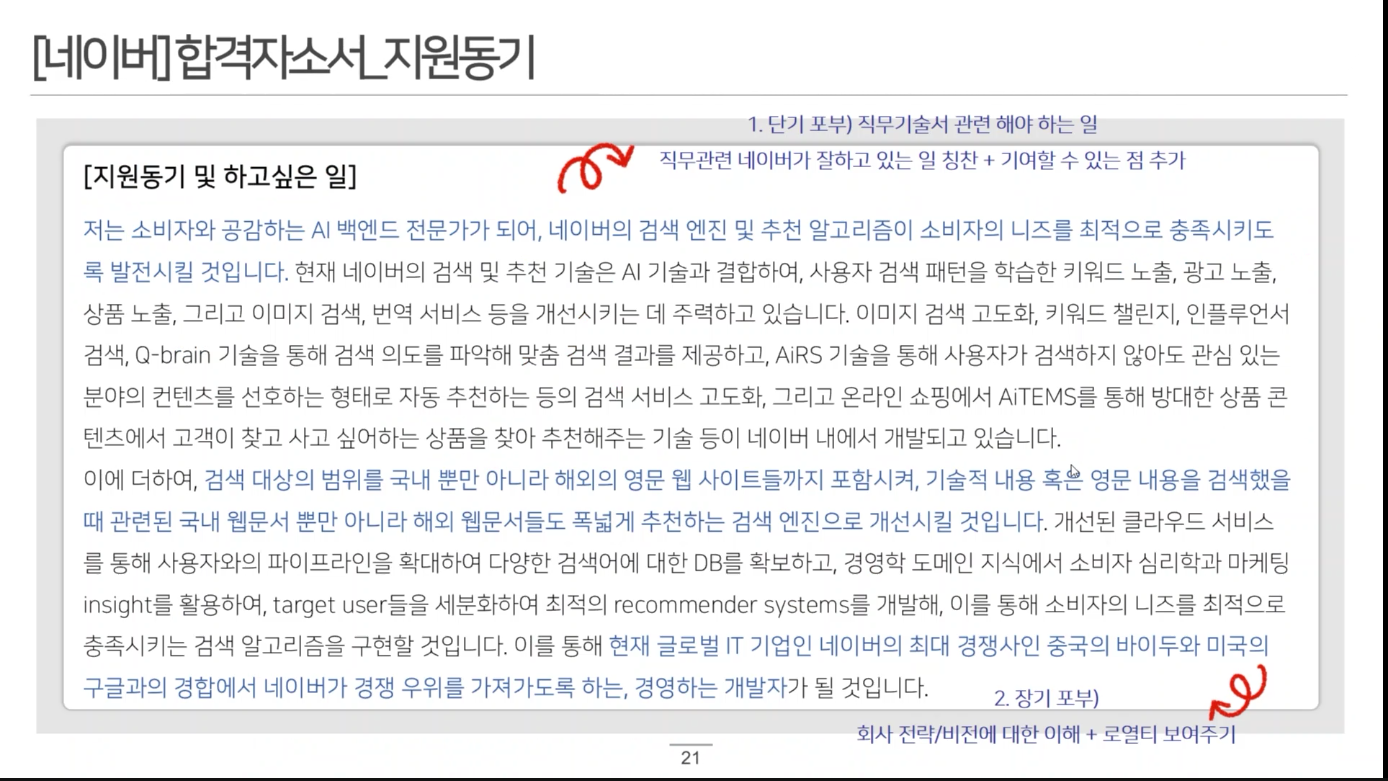 [네이버]합격자소서_지원동기
1. 단기 포부) 직무기술서 관련 해야 하는 일
직무관련 네이버가 잘하고 있는 일 칭찬 + 기여할 수 있는 점 추가
[지원동기 및 하고싶은 일]
저는 소비자와 공감하는 AI 백엔드 전문가가 되어, 네이버의 검색 엔진 및 추천 알고리즘이 소비자의 니즈를 최적으로 충족시키도
록 발전시킬 것입니다. 현재 네이버의 검색 및 추천 기술은 AI 기술과 결합하여, 사용자 검색 패턴을 학습한 키워드 노출, 광고 노출,
상품 노출, 그리고 이미지 검색, 번역 서비스 등을 개선시키는 데 주력하고 있습니다. 이미지 검색 고도화, 키워드 챌린지, 인플루언서
검색, Q-brain 기술을 통해 검색 의도를 파악해 맞춤 검색 결과를 제공하고, AiRS 기술을 통해 사용자가 검색하지 않아도 관심 있는
분야의 컨텐츠를 선호하는 형태로 자동 추천하는 등의 검색 서비스 고도화, 그리고 온라인 쇼핑에서 AiTEMS를 통해 방대한 상품 콘
텐츠에서 고객이 찾고 사고 싶어하는 상품을 찾아 추천해주는 기술 등이 네이버 내에서 개발되고 있습니다.
이에 더하여, 검색 대상의 범위를 국내 뿐만 아니라 해외의 영문 웹 사이트들까지 포함시켜, 기술적 내용 혹은 영문 내용을 검색했을
때 관련된 국내 웹문서 뿐만 아니라 해외 웹문서들도 폭넓게 추천하는 검색 엔진으로 개선시킬 것입니다. 개선된 클라우드 서비스
를 통해 사용자와의 파이프라인을 확대하여 다양한 검색어에 대한 DB를 확보하고, 경영학 도메인 지식에서 소비자 심리학과 마케팅
insight를 활용하여, target user들을 세분화하여 최적의 recommender systems를 개발해, 이를 통해 소비자의 니즈를 최적으로
충족시키는 검색 알고리즘을 구현할 것입니다. 이를 통해 현재 글로벌 IT 기업인 네이버의 최대 경쟁사인 중국의 바이두와 미국의
구글과의 경합에서 네이버가 경쟁 우위를 가져가도록 하는, 경영하는 개발자가 될 것입니다.
2. 장기 포부)
회사 전략/비전에 대한 이해 + 로열티 보여주기
21